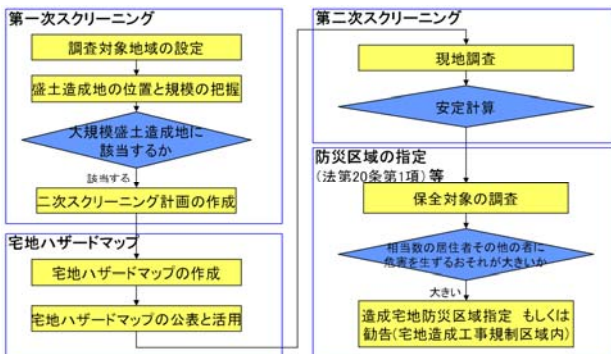 第一次スクリーニング
調査対象地域の設定
盛土造成地の位置と規模の把握
大規模盛土造成地に
該当するか
該当する
二次スクリーニング計画の作成
宅地ハザードマップ
宅地ハザードマップの作成
宅地ハザードマップの公表と活用
第二次スクリーニング
現地調査
安定計算
防災区域の指定
(法第20条第1項)等
保全対象の調査
相当数の居住者その他の者に
危害を生ずるおそれが大きいか
大きい
造成宅地防災区域指定 もしくは
勧告(宅地造成工事規制区域内)